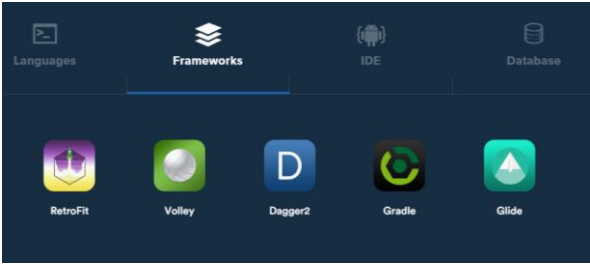 Languages
Frameworks
IDE
Database
RetroFit
Volley
D
Dagger2
Gradle
Glide